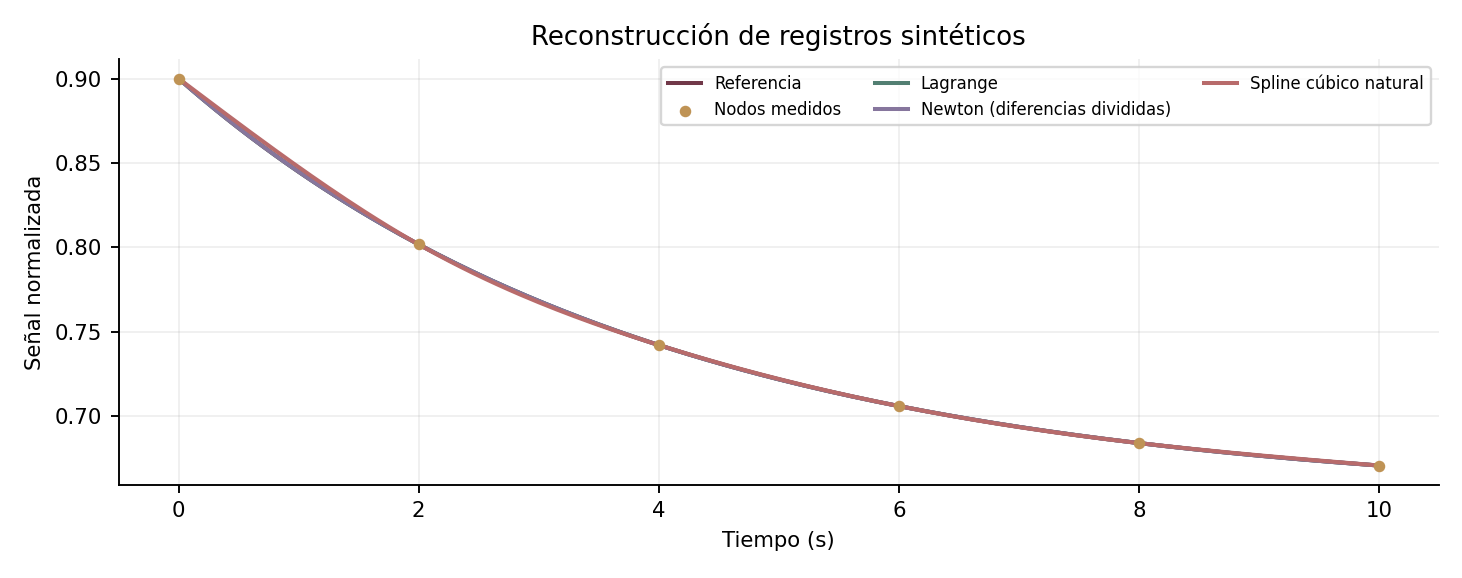 Reconstrucción de registros sintéticos
Referencia
Nodos medidos
Lagrange
Newton (diferencias divididas)
Spline cúbico natural
Señal normalizada
0.90
0.85
0.80
0.75
0.70
0 2 4 6 8 10
Tiempo (s)